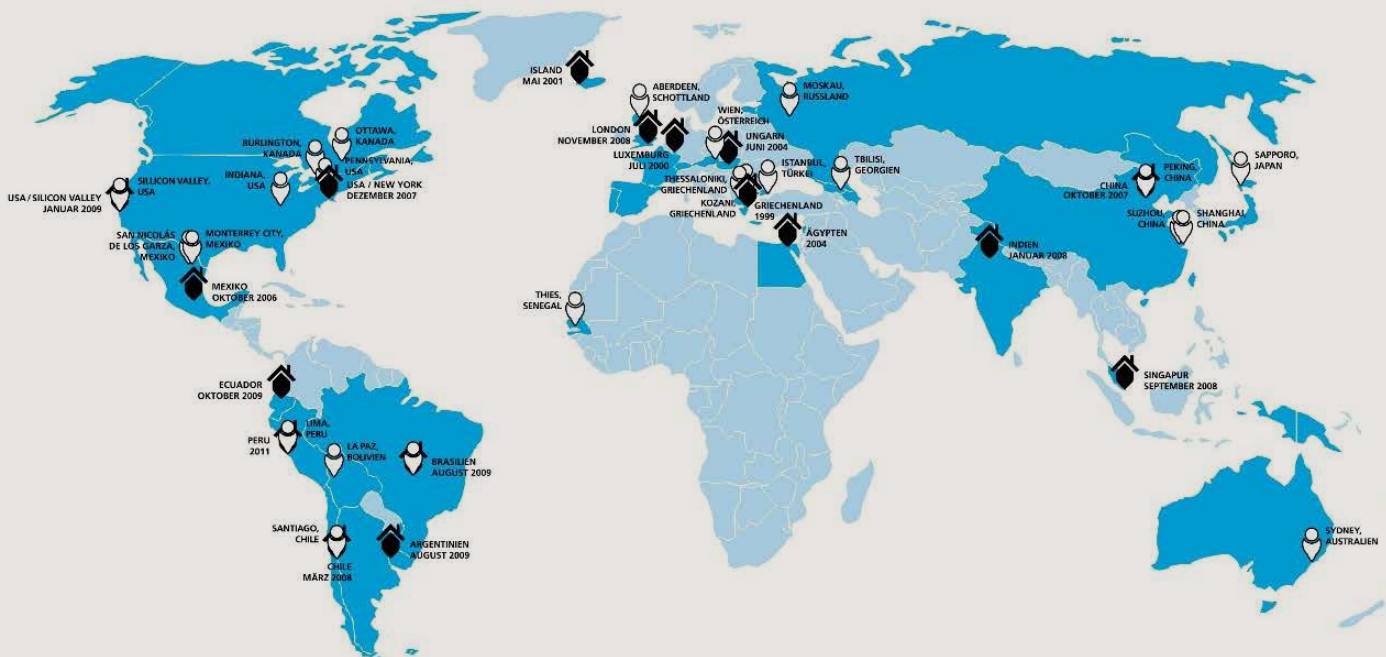 ISLAND
MAI 2001
ABERDEEN,
SCHOTTLAND
MOSKAU,
RUSSLAND
WIEN,
ÖSTERREICH
LONDON
NOVEMBER 2008
UNGARN
JUNI 2004
LUXEMBURG
JULI 2000
OTTAWA,
KANADA
BURLINGTON,
KANADA
PENNSYLVANIA,
USA
INDIANA,
USA
USA / NEW YORK
DEZEMBER 2007
SILLICON VALLEY,
USA
USA / SILICON VALLEY
JANUAR 2009
THESSALONIKI,
GRIECHENLAND
ISTANBUL,
TÜRKEI
TBILISI,
GEORGIEN
KOZANI,
GRIECHENLAND
GRIECHENLAND
1999
PEKING,
CHINA
CHINA
OKTOBER 2007
SAPPORO,
JAPAN
SUZHOU,
CHINA
SHANGHAI,
CHINA
SAN NICOLÁS
DE LOS GARZA,
MEXIKO
MONTERREY CITY,
MEXIKO
ÄGYPTEN
2004
INDIEN
JANUAR 2008
MEXIKO
OKTOBER 2006
THIES,
SENEGAL
ECUADOR
OKTOBER 2009
SINGAPUR
SEPTEMBER 2008
LIMA,
PERU
PERU
2011
LA PAZ,
BOLIVIEN
BRASILIEN
AUGUST 2009
SANTIAGO,
CHILE
CHILE
MÄRZ 2008
ARGENTINIEN
AUGUST 2009
SYDNEY,
AUSTRALIEN